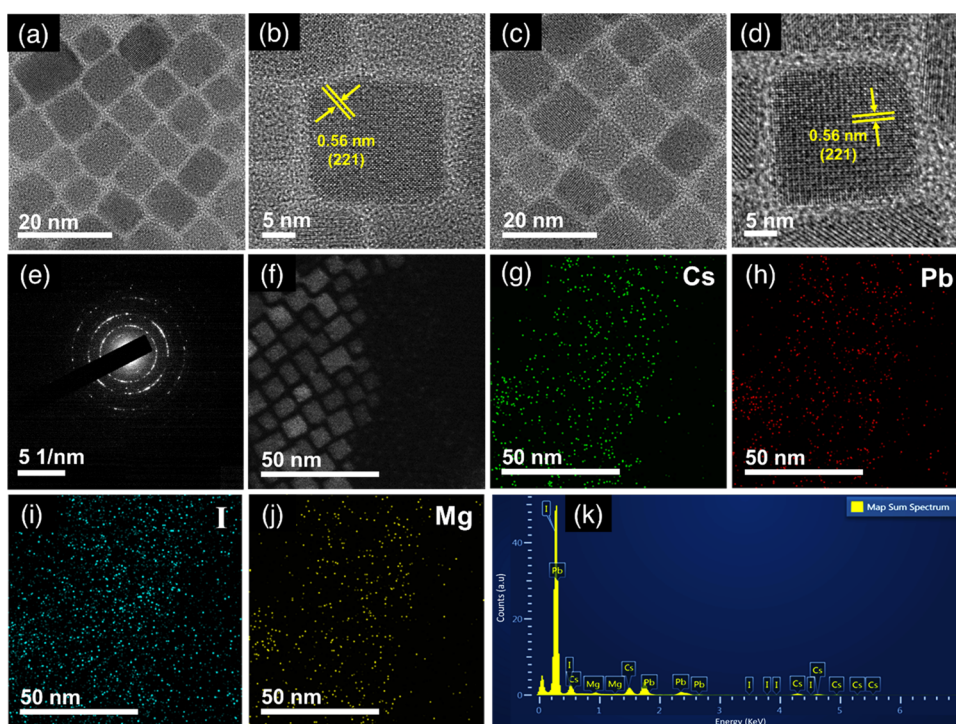 (a)
20 nm
(b)
0.56 nm
(221)
5 nm
(c)
20 nm
(d)
0.56 nm
(221)
5 nm
(e)
5 1/nm
(f)
50 nm
(g)
Cs
50 nm
(h)
Pb
50 nm
(i)
I
50 nm
(j)
Mg
50 nm
(k)
Map Sum Spectrum
Counts (a.u)
40
20
0
I
Pb
I
Cs
Mg
Mg
Cs
Pb
Pb
Pb
I
I
I
Cs
I
Cs
Cs
Cs
Cs
0
2
4
6
Energy (KeV)